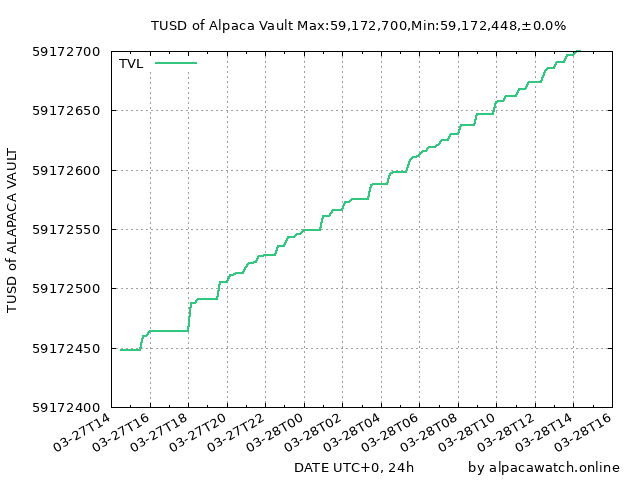 TUSD of Alpaca Vault Max:59,172,700,Min:59,172,448,±0.0%
TVL
59172700
59172650
59172600
59172550
59172500
59172450
59172400
TUSD of ALAPACA VAULT
03-27T14
03-27T16
03-27T18
03-27T20
03-27T22
03-28T00
03-28T02
03-28T04
03-28T06
03-28T08
03-28T10
03-28T12
03-28T14
03-28T16
DATE UTC+0, 24h
by alpacawatch.online